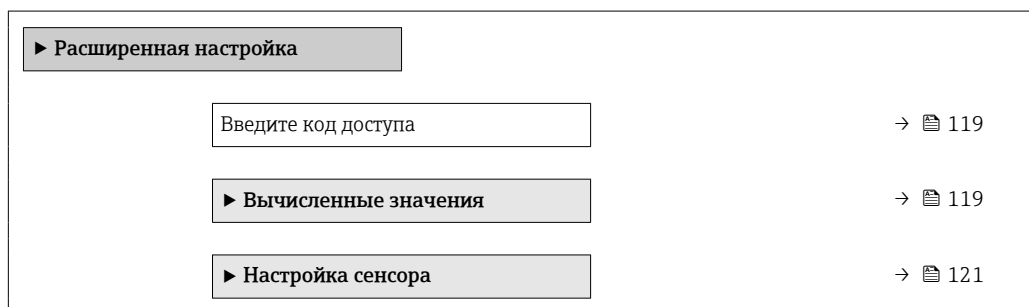 ▶ Расширенная настройка
Введите код доступа → 🖹 119
▶ Вычисленные значения → 🖹 119
▶ Настройка сенсора → 🖹 121